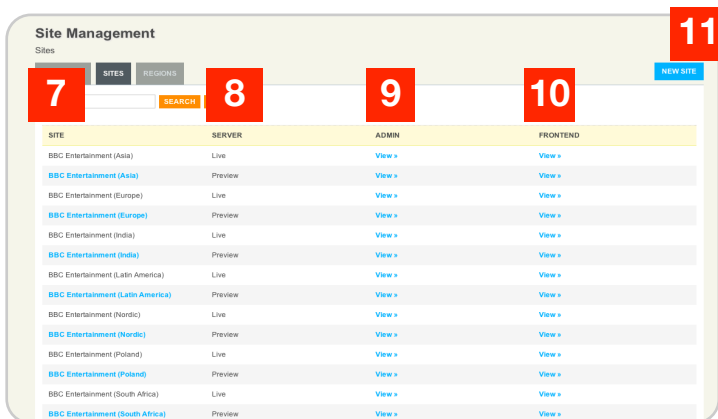 Site Management
11
Sites
SITES REGIONS NEW SITE
7 8 9 10
SEARCH
SITE SERVER ADMIN FRONTEND
BBC Entertainment (Asia) Live View »
BBC Entertainment (Asia) Preview View » View »
BBC Entertainment (Europe) Live View » View »
BBC Entertainment (Europe) Preview View » View »
BBC Entertainment (India) Live View » View »
BBC Entertainment (India) Preview View » View »
BBC Entertainment (Latin America) Live View » View »
BBC Entertainment (Latin America) Preview View » View »
BBC Entertainment (Nordic) Live View » View »
BBC Entertainment (Nordic) Preview View » View »
BBC Entertainment (Poland) Live View » View »
BBC Entertainment (Poland) Preview View » View »
BBC Entertainment (South Africa) Live View » View »
BBC Entertainment (South Africa) Preview View » View »